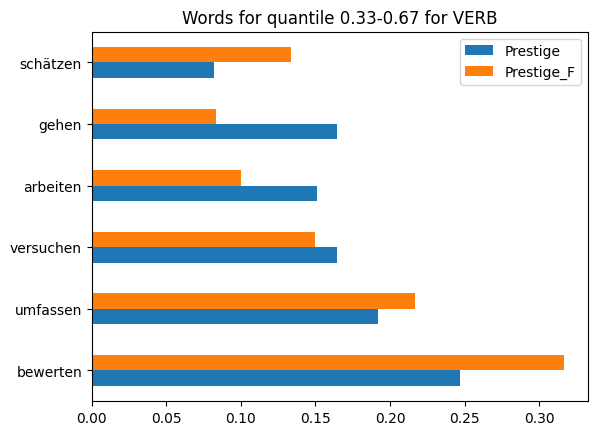 Words for quantile 0.33-0.67 for VERB
Prestige
Prestige_F
schätzen
gehen
arbeiten
versuchen
umfassen
bewerten
0.00 0.05 0.10 0.15 0.20 0.25 0.30